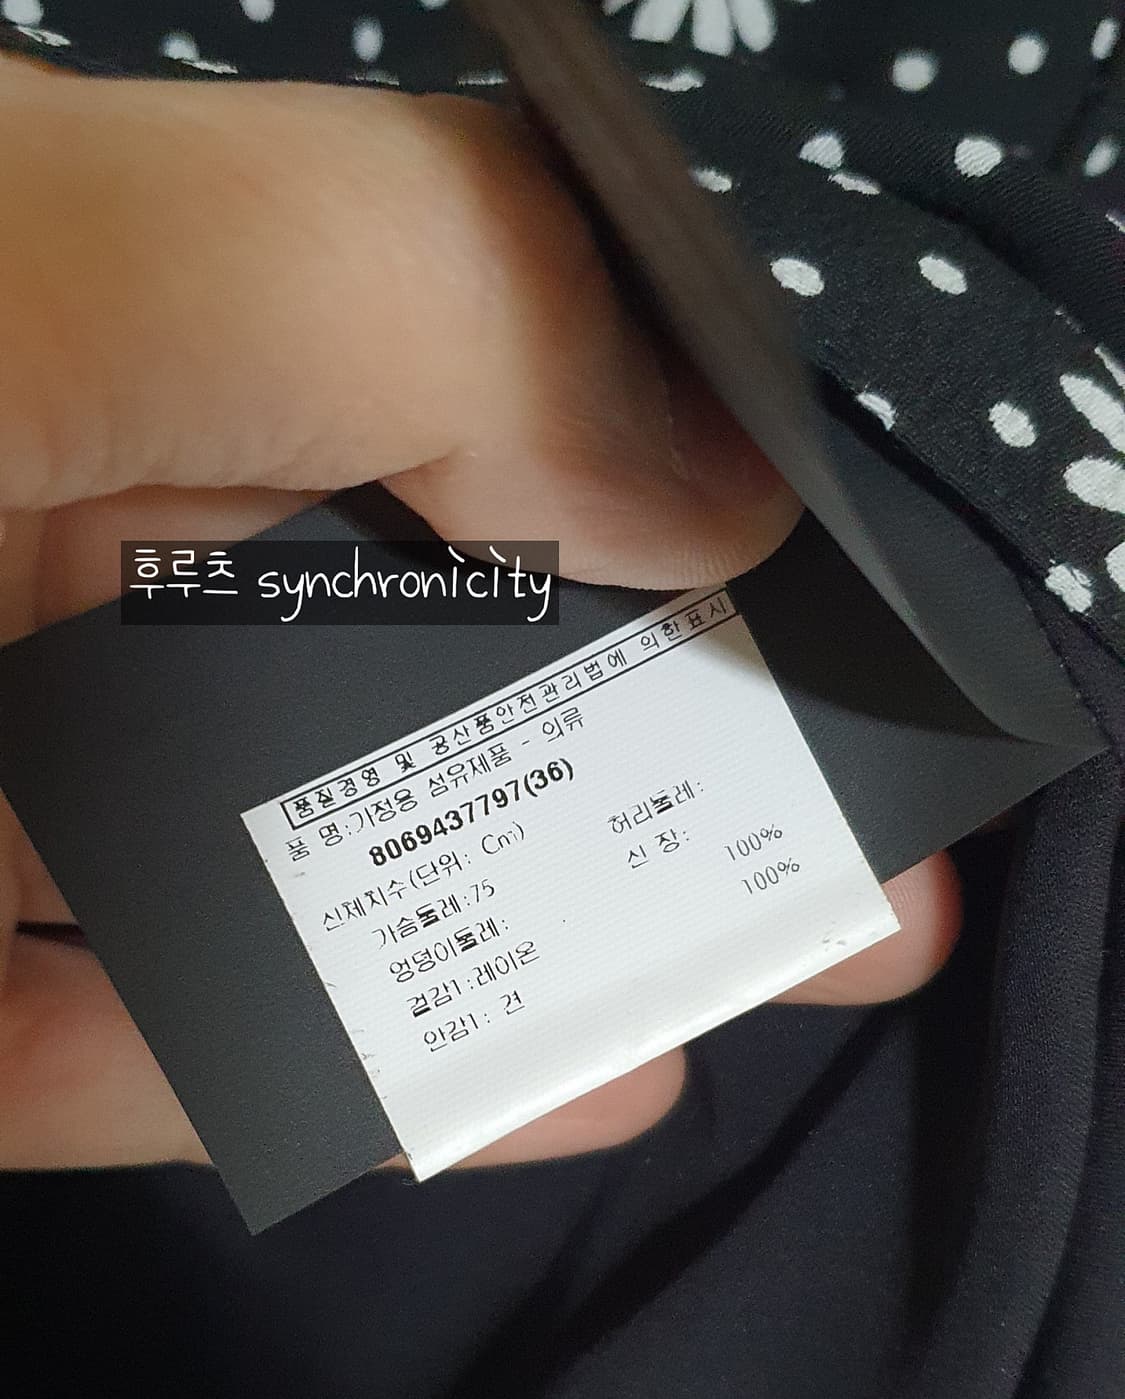 후루츠 synchronicity
품질경영 및 공산품안전관리법에 의한표시
품 명:가정용 섬유제품 - 의류
8069437797(36)
신체치수(단위: Cm)
가슴둘레:75 허리둘레:
엉덩이둘레: 신 장:
겉감1:레이온 100%
안감1: 견 100%